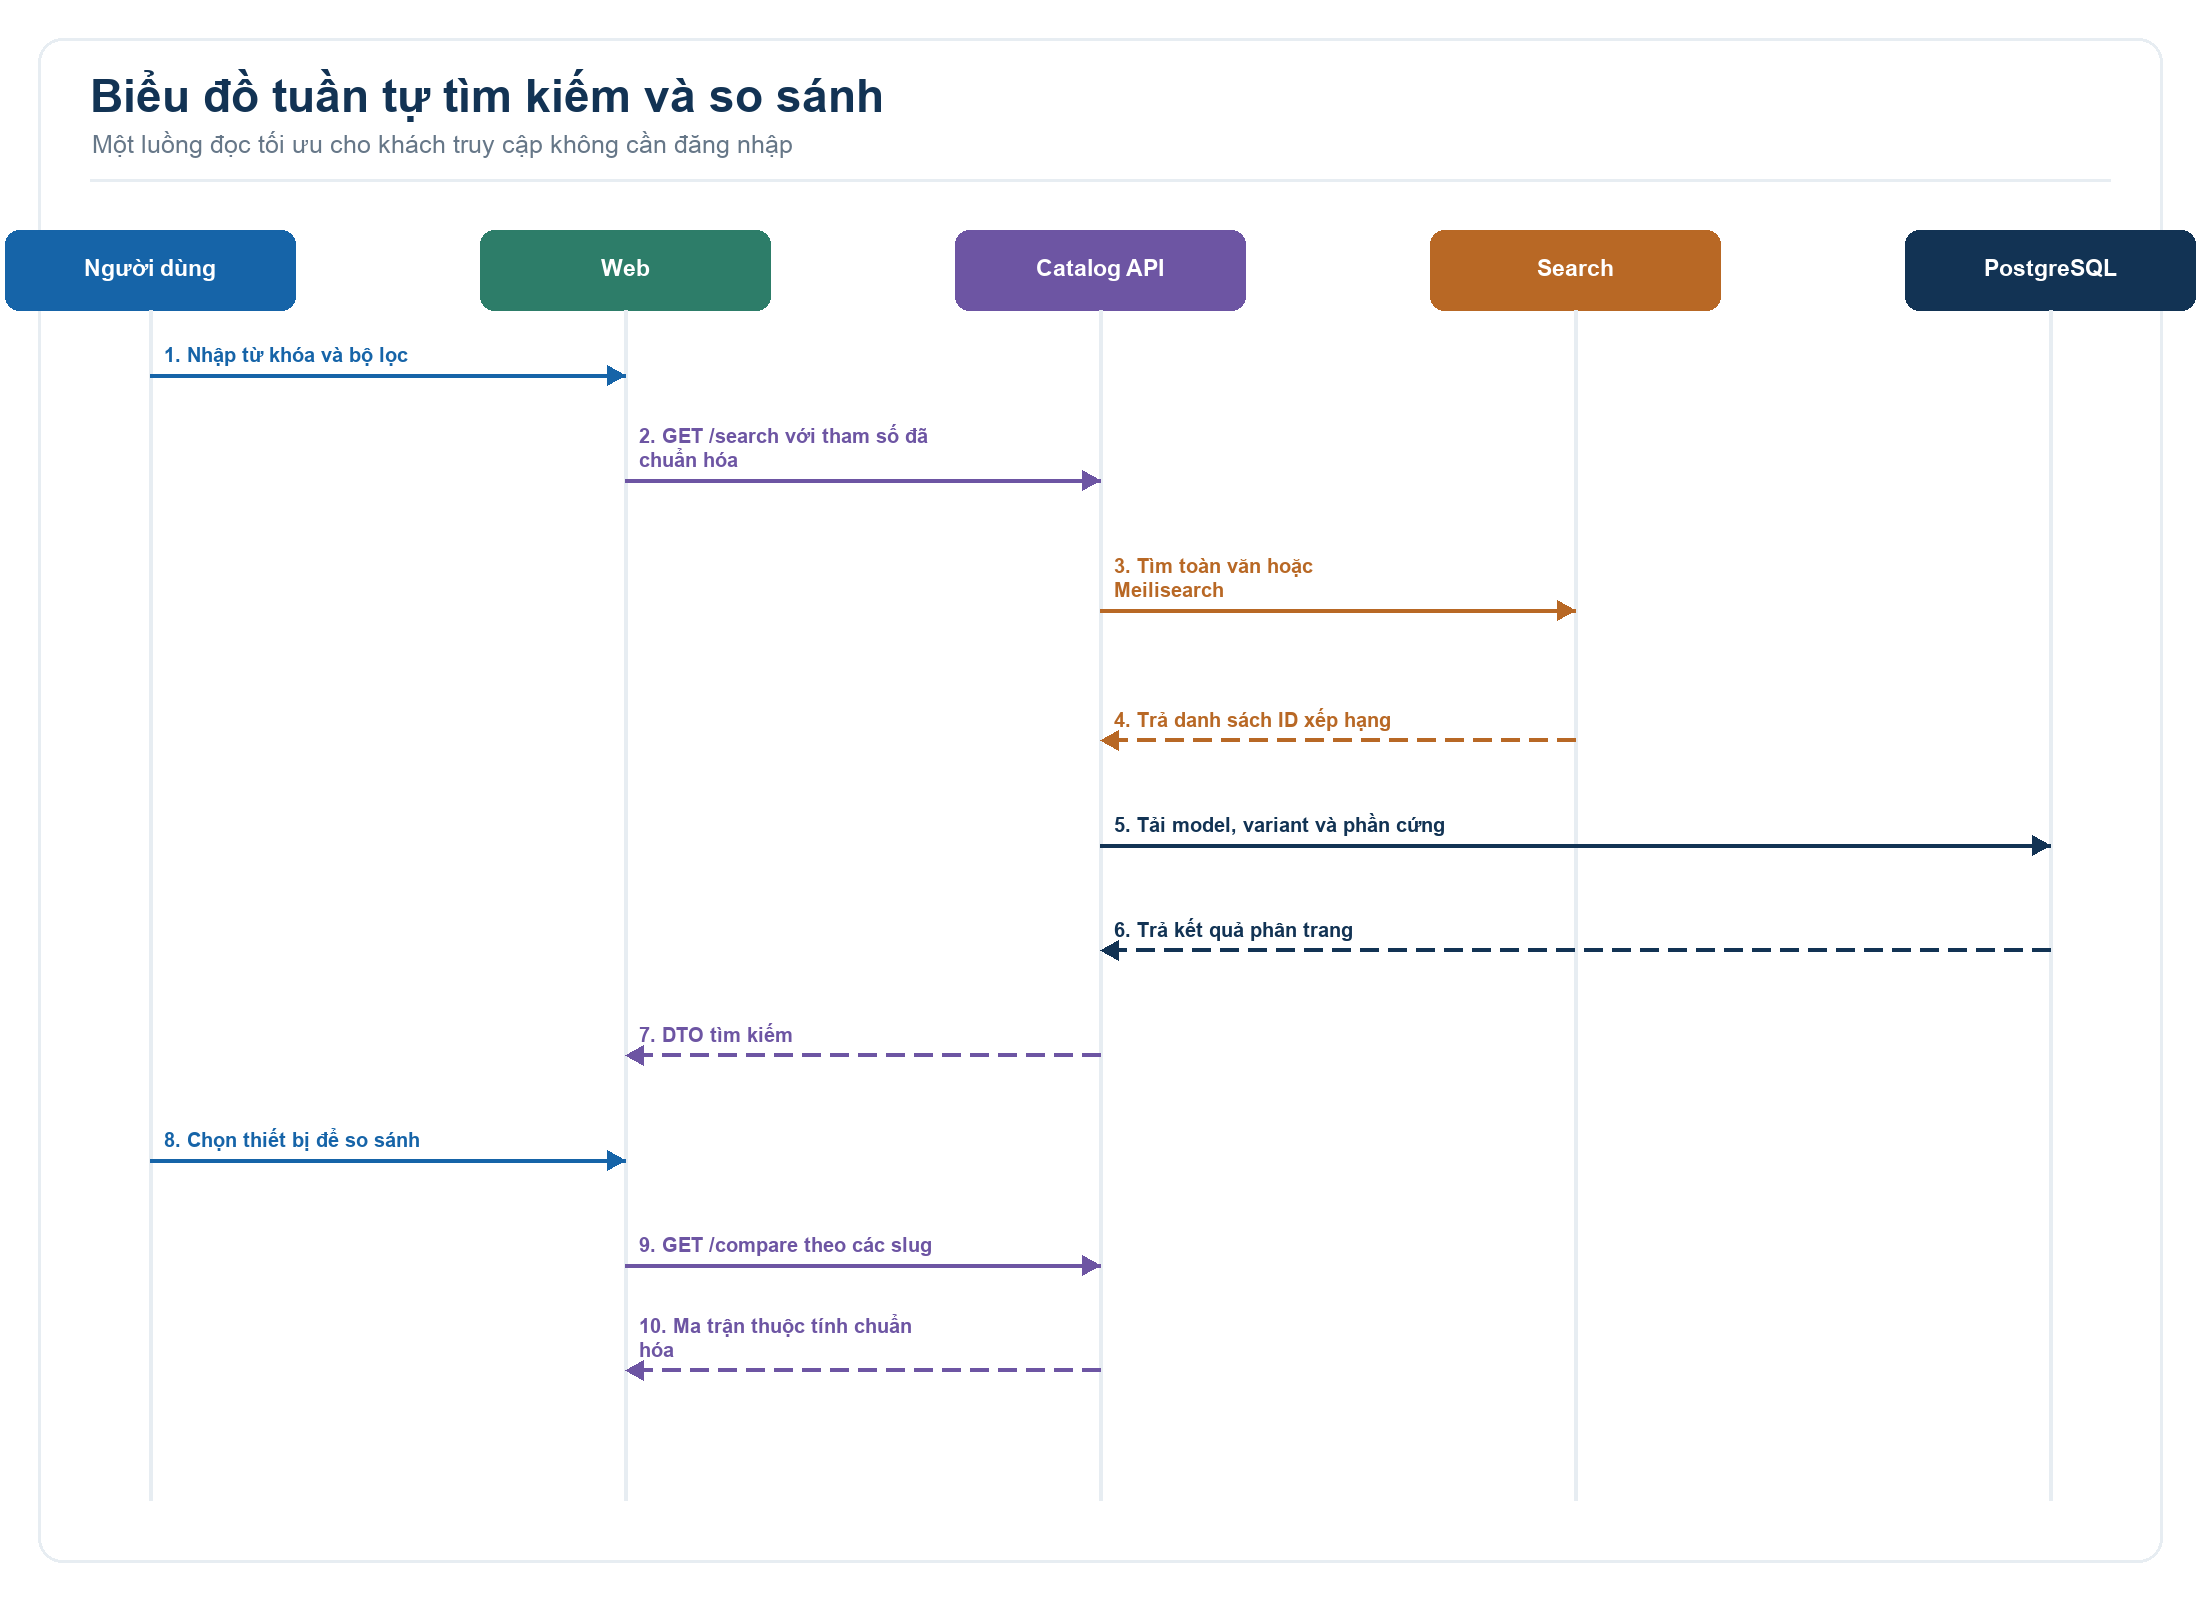 Biểu đồ tuần tự tìm kiếm và so sánh
Một luồng đọc tối ưu cho khách truy cập không cần đăng nhập
Người dùng
Web
Catalog API
Search
PostgreSQL
1. Nhập từ khóa và bộ lọc
2. GET /search với tham số đã
chuẩn hóa
3. Tìm toàn văn hoặc
Meilisearch
4. Trả danh sách ID xếp hạng
5. Tải model, variant và phần cứng
6. Trả kết quả phân trang
7. DTO tìm kiếm
8. Chọn thiết bị để so sánh
9. GET /compare theo các slug
10. Ma trận thuộc tính chuẩn
hóa